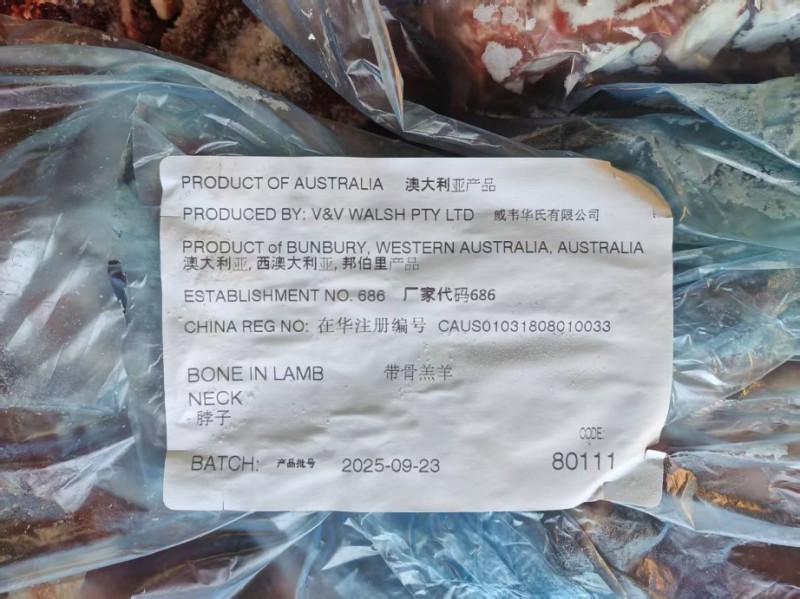 PRODUCT OF AUSTRALIA 澳大利亚产品
PRODUCED BY: V&V WALSH PTY LTD 威韦华氏有限公司
PRODUCT of BUNBURY, WESTERN AUSTRALIA, AUSTRALIA
澳大利亚, 西澳大利亚, 邦伯里产品
ESTABLISHMENT NO. 686 厂家代码686
CHINA REG NO: 在华注册编号 CAUS01031808010033
BONE IN LAMB 带骨羔羊
NECK
脖子
CODE:
BATCH: 产品批号 2025-09-23 80111